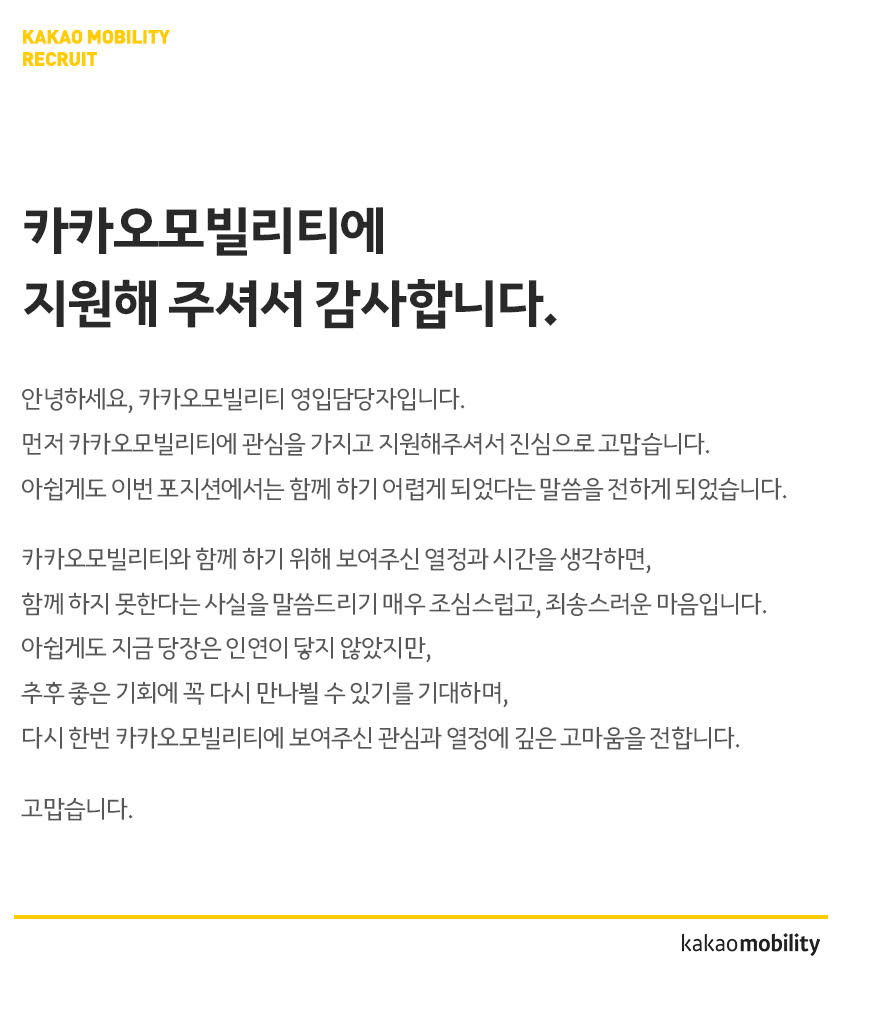 KAKAO MOBILITY
RECRUIT
카카오모빌리티에
지원해 주셔서 감사합니다.
안녕하세요, 카카오모빌리티 영입담당자입니다.
먼저 카카오모빌리티에 관심을 가지고 지원해주셔서 진심으로 고맙습니다.
아쉽게도 이번 포지션에서는 함께 하기 어렵게 되었다는 말씀을 전하게 되었습니다.
카카오모빌리티와 함께 하기 위해 보여주신 열정과 시간을 생각하면,
함께 하지 못한다는 사실을 말씀드리기 매우 조심스럽고, 죄송스러운 마음입니다.
아쉽게도 지금 당장은 인연이 닿지 않았지만,
추후 좋은 기회에 꼭 다시 만나뵐 수 있기를 기대하며,
다시 한번 카카오모빌리티에 보여주신 관심과 열정에 깊은 고마움을 전합니다.
고맙습니다.
kakaomobility